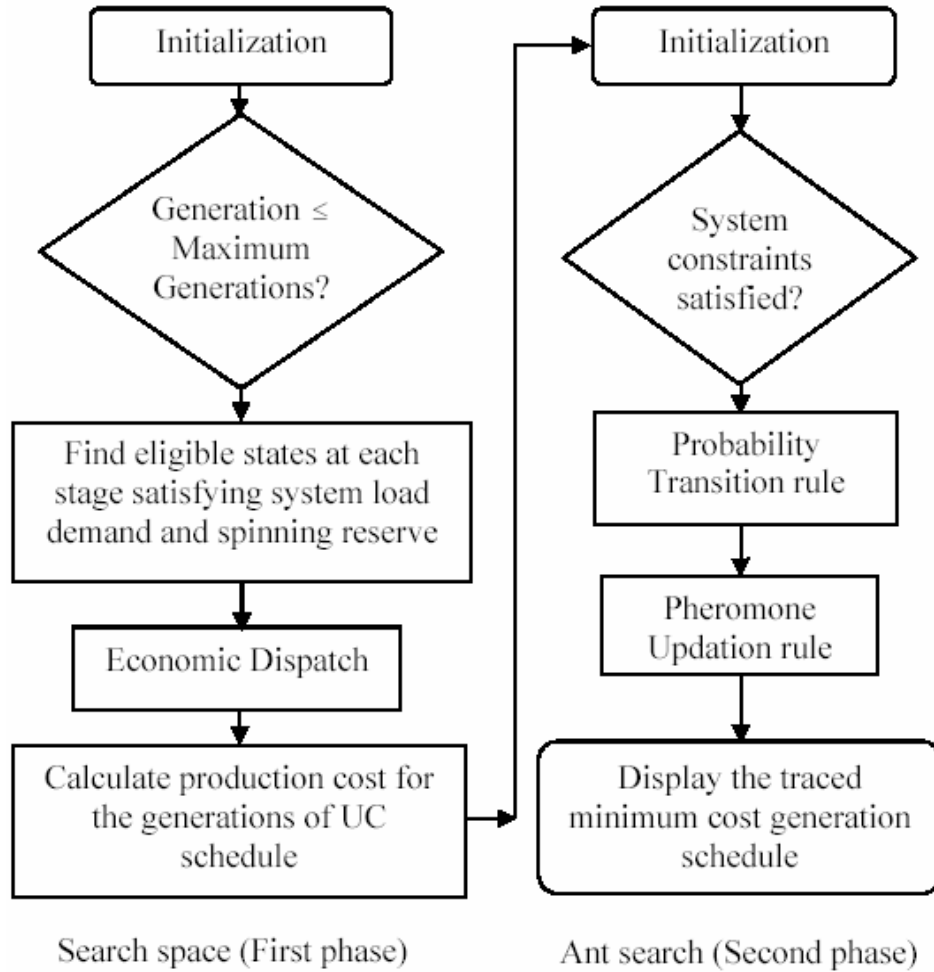 Initialization
Generation ≤
Maximum
Generations?
Find eligible states at each
stage satisfying system load
demand and spinning reserve
Economic Dispatch
Calculate production cost for
the generations of UC
schedule
Search space (First phase)
Initialization
System
constraints
satisfied?
Probability
Transition rule
Pheromone
Updation rule
Display the traced
minimum cost generation
schedule
Ant search (Second phase)